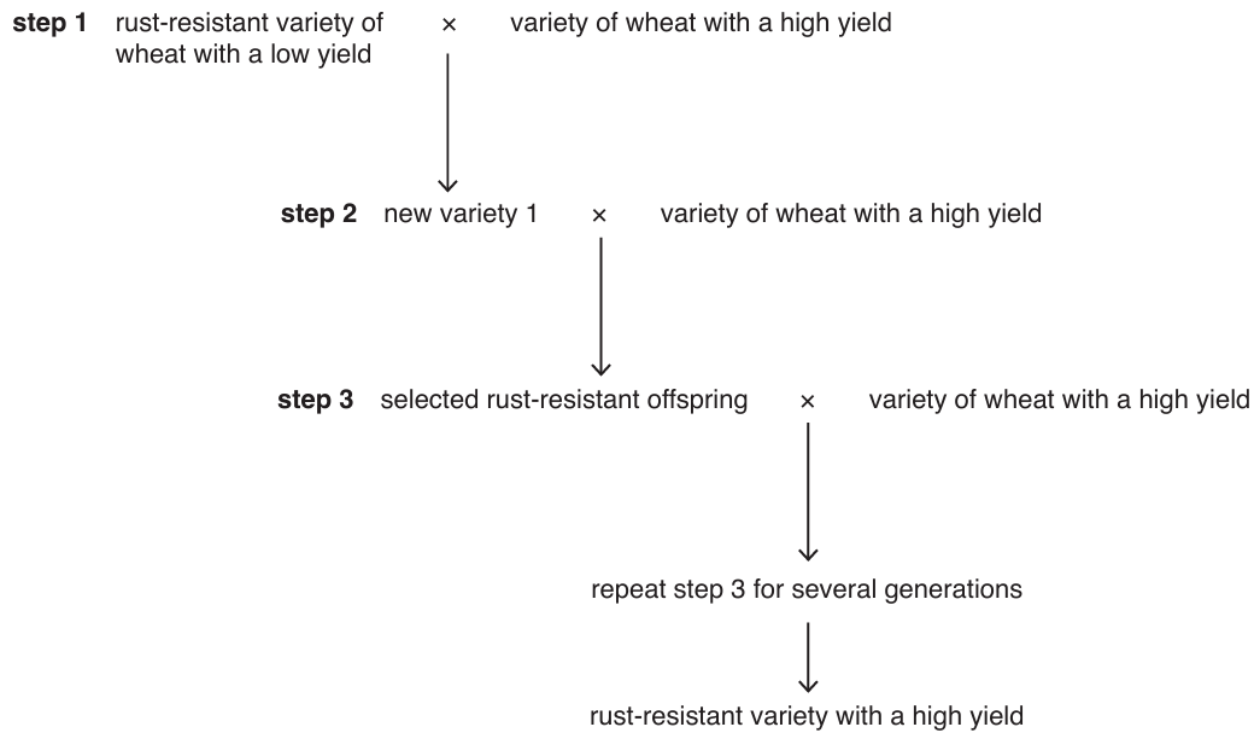 step 1 rust-resistant variety of × variety of wheat with a high yield
wheat with a low yield
step 2 new variety 1 × variety of wheat with a high yield
step 3 selected rust-resistant offspring × variety of wheat with a high yield
repeat step 3 for several generations
rust-resistant variety with a high yield